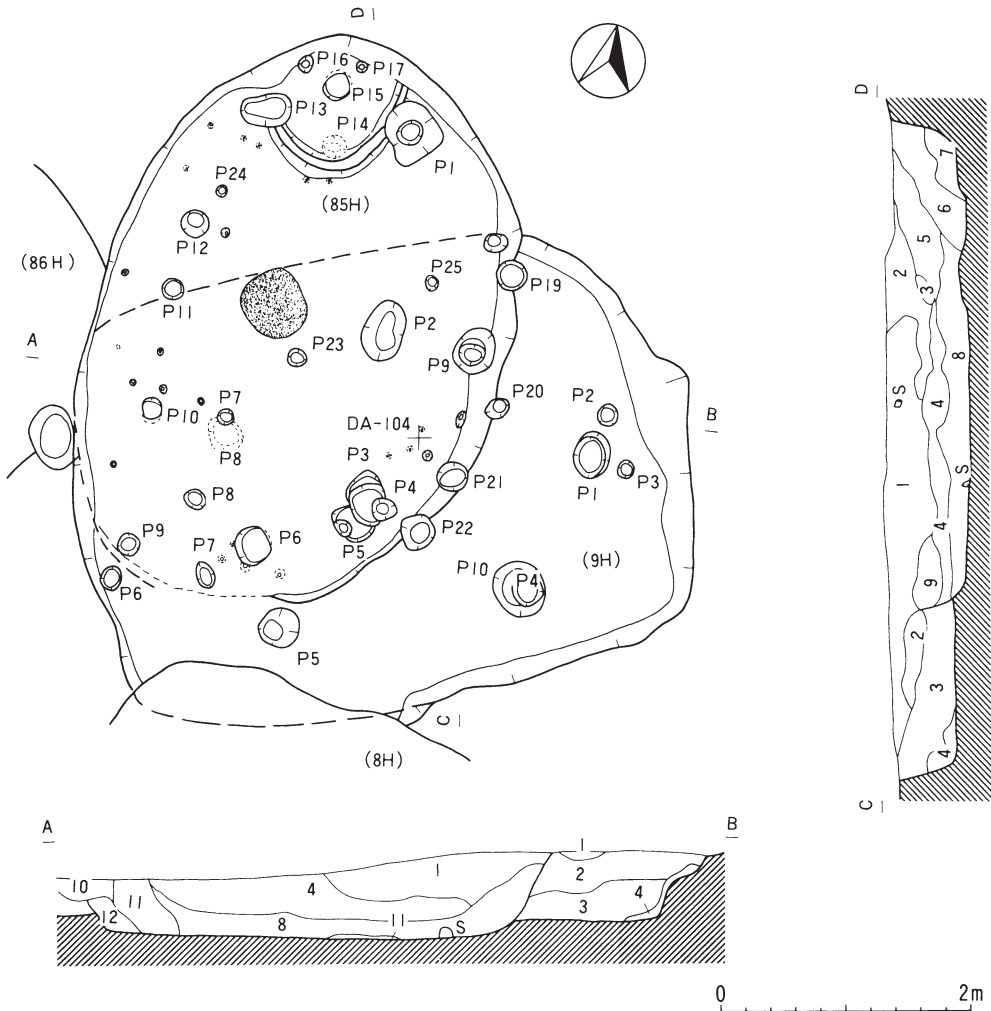 D
P16
P17
P15
P13
P14
P1
P24
(85H)
P12
(86H)
P25
P19
P11
P2
A
P23
P9
P20
P2
B
P7
P10
DA-104
P8
P3
P1
P3
P4
P21
P8
P9
P6
P22
P5
P7
(9H)
P10
P4
P6
P5
C
(8H)
D
7
6
5
2
3
8
S
4
1
S
4
9
2
3
4
C
A
B
1
1
2
10
4
11
4
3
12
8
11
S
0
2m